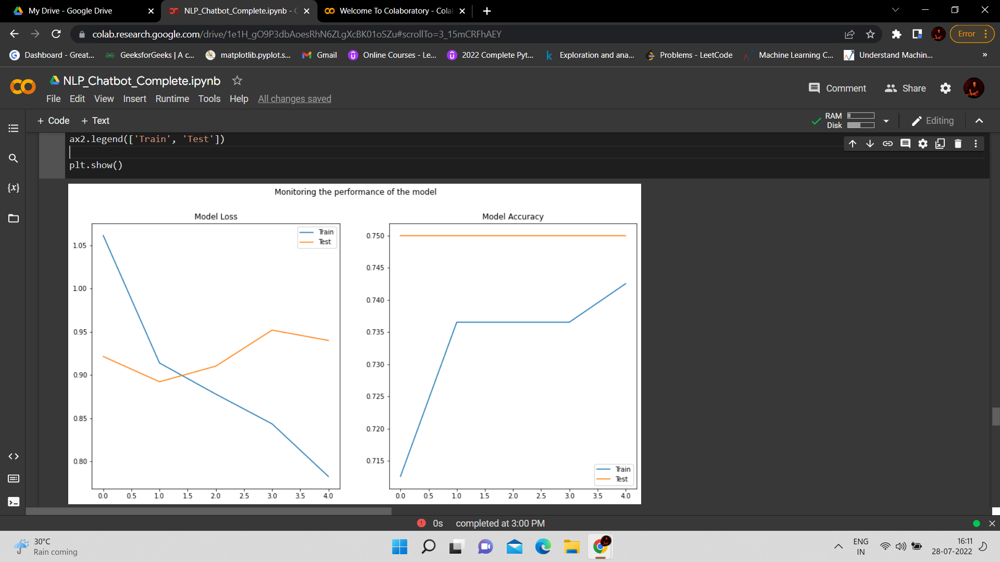 My Drive - Google Drive
NLP_Chatbot_Complete.ipynb - C
Welcome To Colaboratory - Cola
colab.research.google.com/drive/1e1H_gO9P3dbAoesRhN6ZLgXcBK01oSZu#scrollTo=3_15mCRFhAEY
Error
Dashboard - Great...
GeeksforGeeks | A c...
matplotlib.pyplot.s...
Gmail
Online Courses - Le...
2022 Complete Pyt...
Exploration and ana...
Problems - LeetCode
Machine Learning C...
Understand Machin...
»
NLP_Chatbot_Complete.ipynb
Comment
Share
File Edit View Insert Runtime Tools Help All changes saved
+ Code + Text
RAM
Disk
Editing
ax2.legend(['Train', 'Test'])
plt.show()
{x}
Monitoring the performance of the model
Model Loss
Train
Test
1.05
1.00
0.95
0.90
0.85
0.80
0.0 0.5 1.0 1.5 2.0 2.5 3.0 3.5 4.0
Model Accuracy
0.750
0.745
0.740
0.735
0.730
0.725
0.720
0.715
Train
Test
0.0 0.5 1.0 1.5 2.0 2.5 3.0 3.5 4.0
0s completed at 3:00 PM
30°C
Rain coming
ENG
IN
16:11
28-07-2022